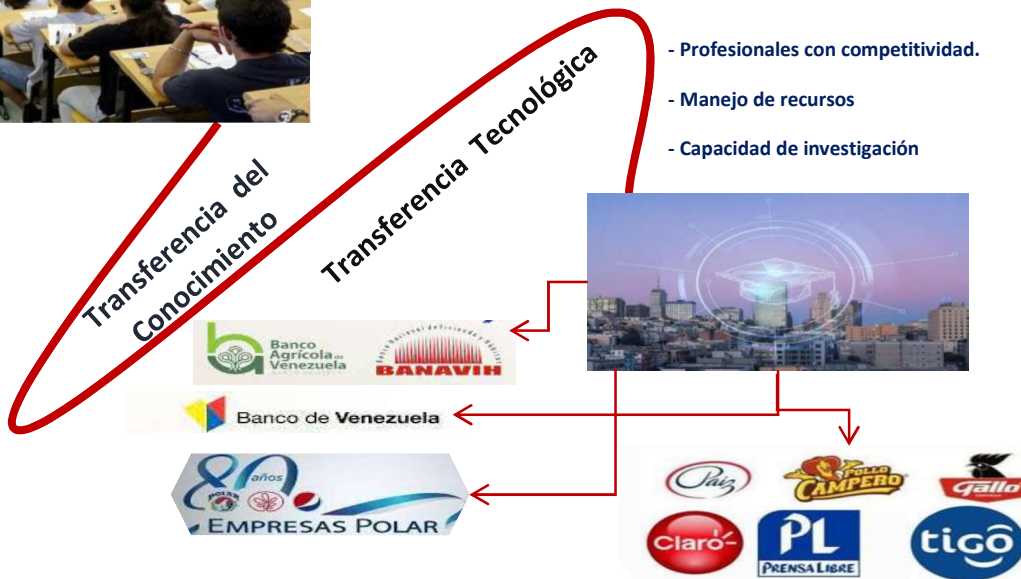 - Profesionales con competitividad.
- Manejo de recursos
- Capacidad de investigación
Transferencia del
Conocimiento
Transferencia Tecnológica
Banco
Agrícola de
Venezuela
BANAVIH
Banco de Venezuela
80 años
POLAR
EMPRESAS POLAR
Paiz
POLLO
CAMPERO
Gallo
Claro
PL
PRENSA LIBRE
tigo